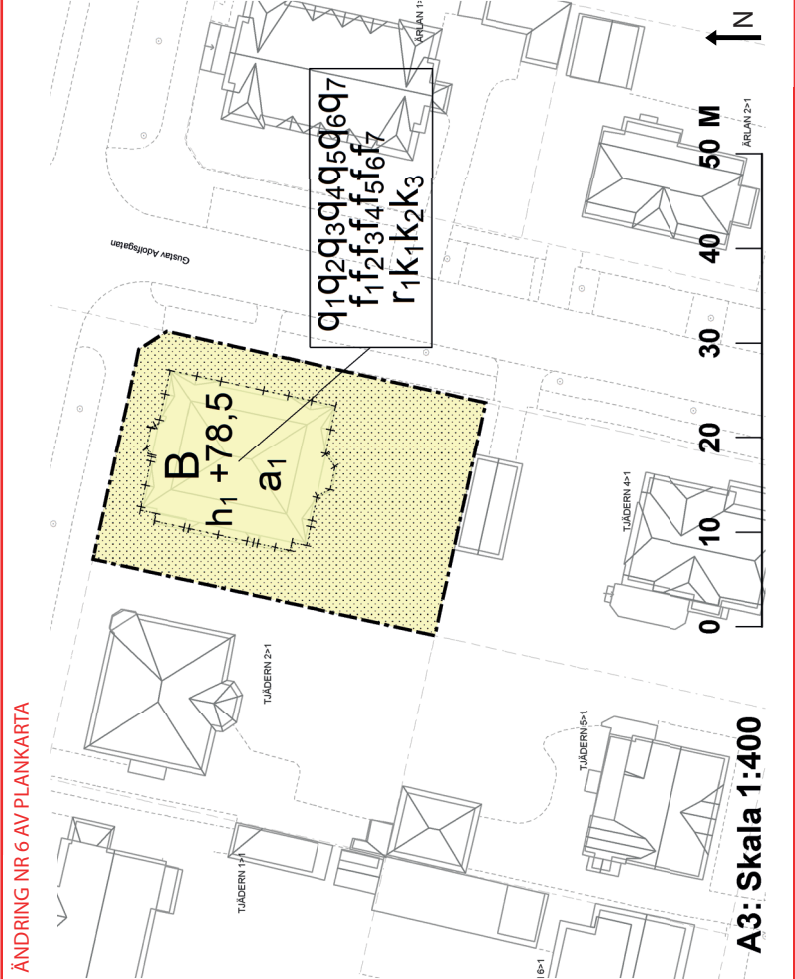 ÄNDRING NR 6 AV PLANKARTA
Gustav Adolfsgatan
ÄRLAN 1>
N
q1q2q3q4q5q6q7
f1f2f3f4f5f6f7
r1k1k2k3
B
h1 +78,5
a1
ÄRLAN 2>1
TJÄDERN 2>1
TJÄDERN 4>1
TJÄDERN 1>1
TJÄDERN 5>1
6>1
0 10 20 30 40 50 M
A3: Skala 1:400